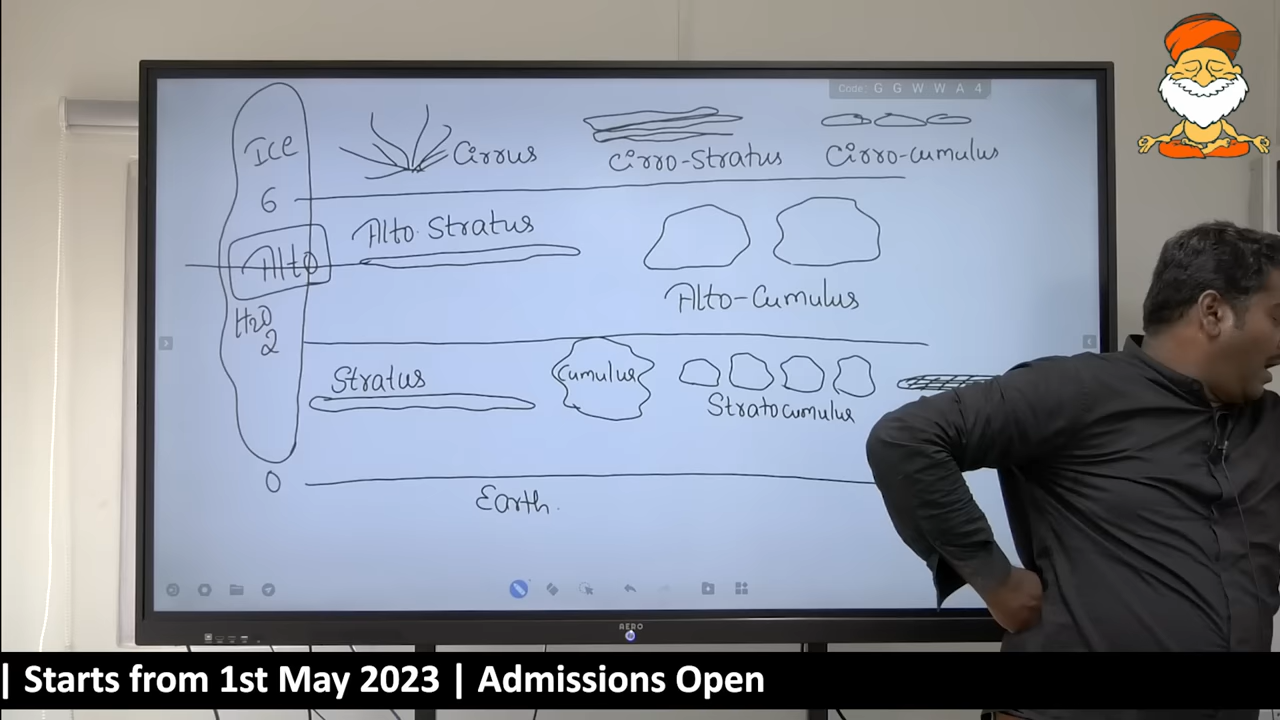 Code: G G W W A 4
Ice
Cirrus
Cirro-Stratus
Cirro-cumulus
6
Alto Stratus
Alto
Alto-Cumulus
H2O
2
Stratus
Cumulus
Stratocumulus
0
Earth.
AERO
| Starts from 1st May 2023 | Admissions Open